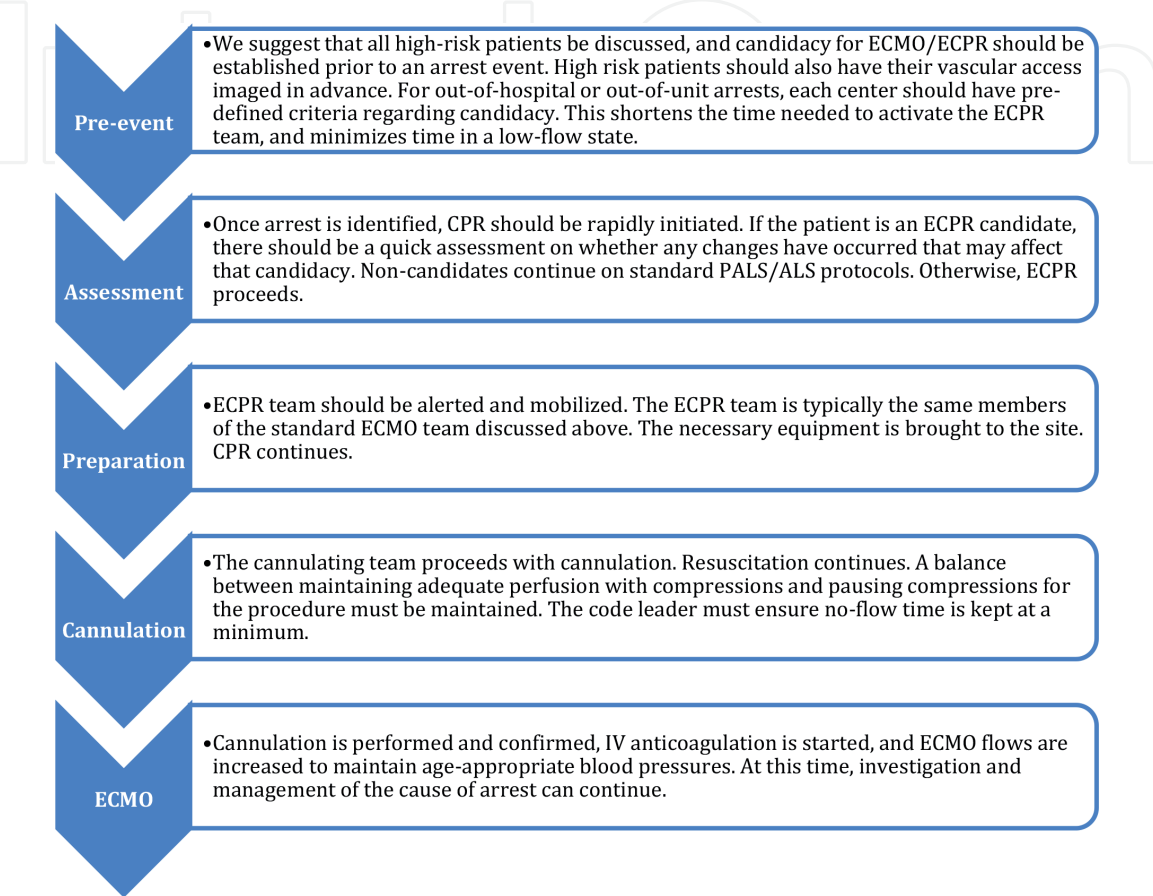 Pre-event
•We suggest that all high-risk patients be discussed, and candidacy for ECMO/ECPR should be
established prior to an arrest event. High risk patients should also have their vascular access
imaged in advance. For out-of-hospital or out-of-unit arrests, each center should have pre-
defined criteria regarding candidacy. This shortens the time needed to activate the ECPR
team, and minimizes time in a low-flow state.
Assessment
•Once arrest is identified, CPR should be rapidly initiated. If the patient is an ECPR candidate,
there should be a quick assessment on whether any changes have occurred that may affect
that candidacy. Non-candidates continue on standard PALS/ALS protocols. Otherwise, ECPR
proceeds.
Preparation
•ECPR team should be alerted and mobilized. The ECPR team is typically the same members
of the standard ECMO team discussed above. The necessary equipment is brought to the site.
CPR continues.
Cannulation
•The cannulating team proceeds with cannulation. Resuscitation continues. A balance
between maintaining adequate perfusion with compressions and pausing compressions for
the procedure must be maintained. The code leader must ensure no-flow time is kept at a
minimum.
ECMO
•Cannulation is performed and confirmed, IV anticoagulation is started, and ECMO flows are
increased to maintain age-appropriate blood pressures. At this time, investigation and
management of the cause of arrest can continue.